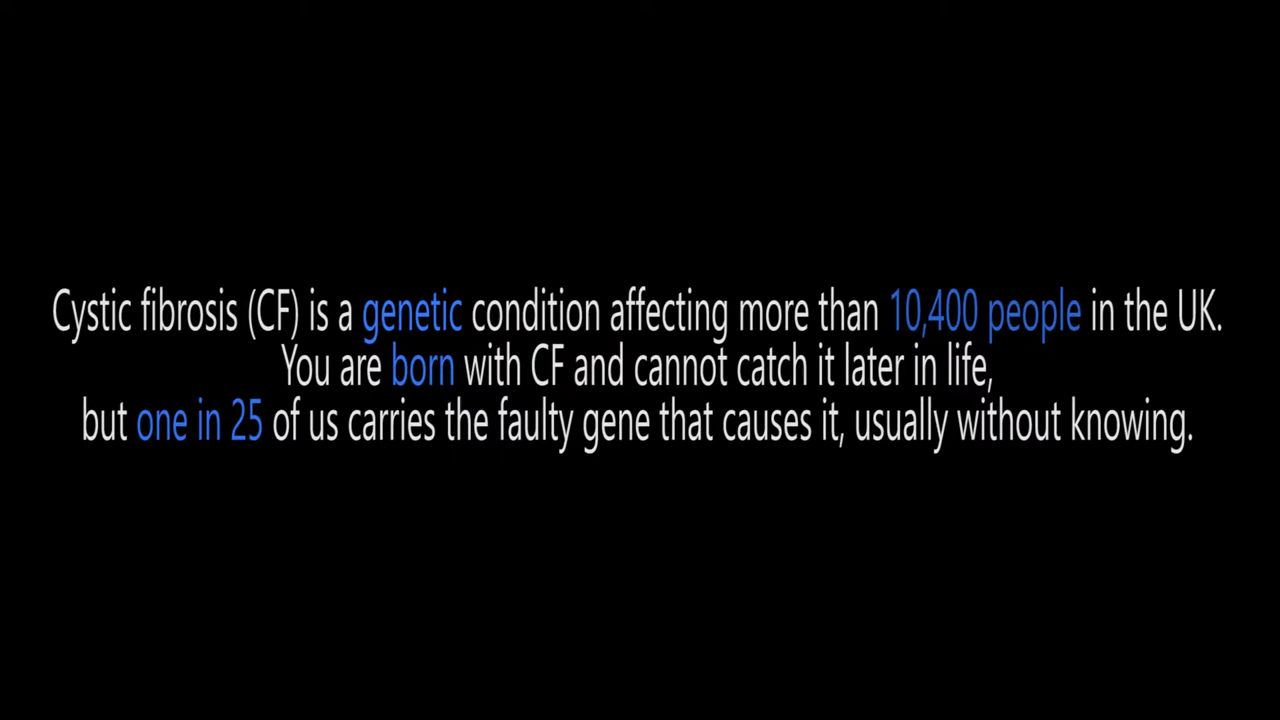 Cystic fibrosis (CF) is a genetic condition affecting more than 10,400 people in the UK.
You are born with CF and cannot catch it later in life,
but one in 25 of us carries the faulty gene that causes it, usually without knowing.